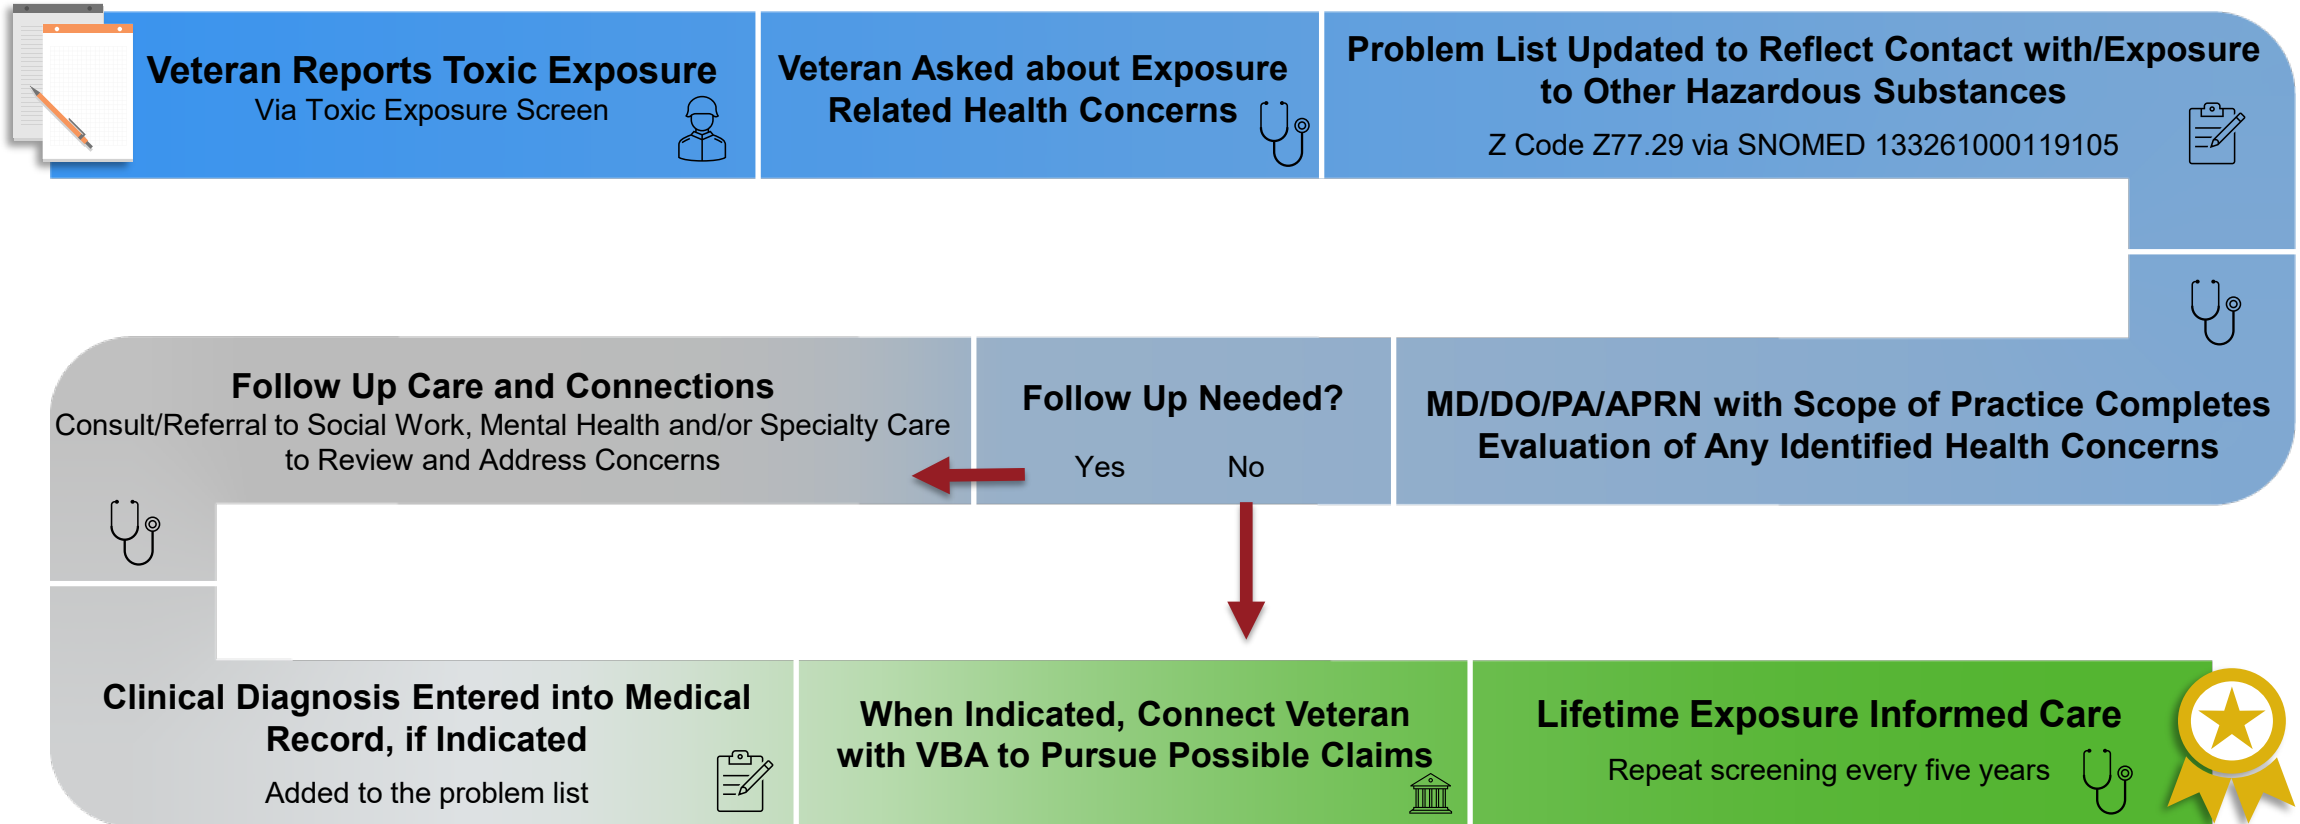 Veteran Reports Toxic Exposure
Via Toxic Exposure Screen
Veteran Asked about Exposure
Related Health Concerns
Problem List Updated to Reflect Contact with/Exposure
to Other Hazardous Substances
Z Code Z77.29 via SNOMED 133261000119105
MD/DO/PA/APRN with Scope of Practice Completes
Evaluation of Any Identified Health Concerns
Follow Up Needed?
Yes No
Follow Up Care and Connections
Consult/Referral to Social Work, Mental Health and/or Specialty Care
to Review and Address Concerns
Clinical Diagnosis Entered into Medical
Record, if Indicated
Added to the problem list
When Indicated, Connect Veteran
with VBA to Pursue Possible Claims
Lifetime Exposure Informed Care
Repeat screening every five years